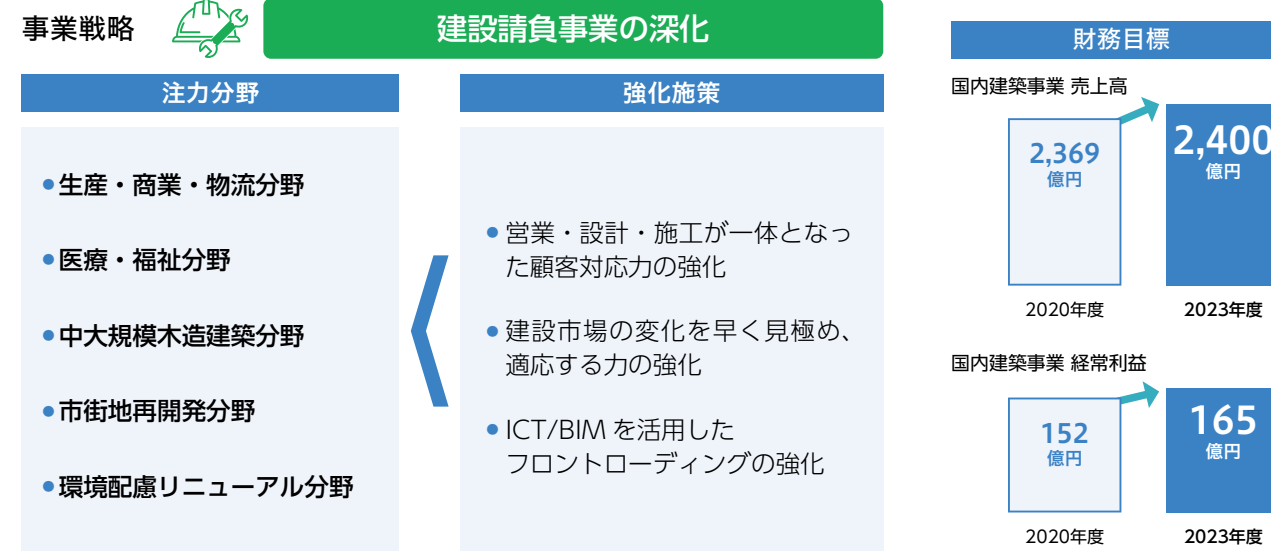 事業戦略
建設請負事業の深化
注力分野
●生産・商業・物流分野
●医療・福祉分野
●中大規模木造建築分野
●市街地再開発分野
●環境配慮リニューアル分野
強化施策
●営業・設計・施工が一体となっ
た顧客対応力の強化
●建設市場の変化を早く見極め、
適応する力の強化
●ICT/BIM を活用した
フロントローディングの強化
財務目標
国内建築事業 売上高
2,369
億円
2020年度
2,400
億円
2023年度
国内建築事業 経常利益
152
億円
2020年度
165
億円
2023年度